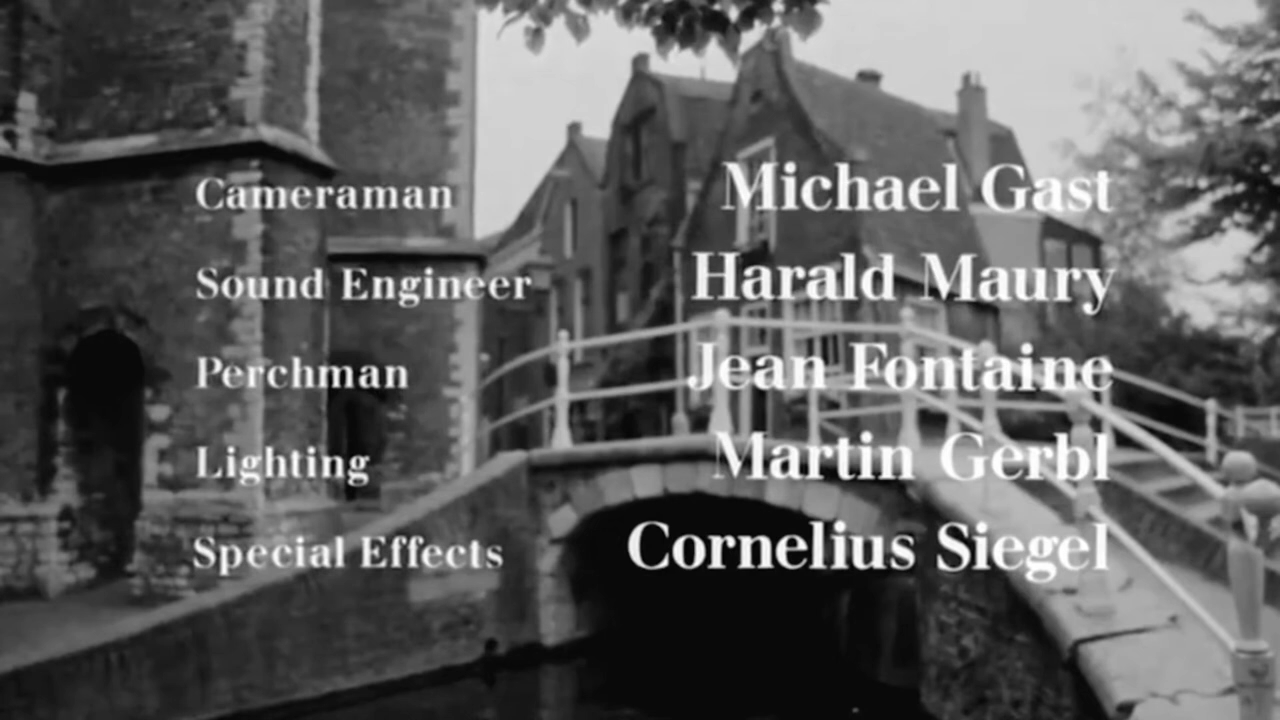 Cameraman Michael Gast
Sound Engineer Harald Maury
Perchman Jean Fontaine
Lighting Martin Gerbl
Special Effects Cornelius Siegel